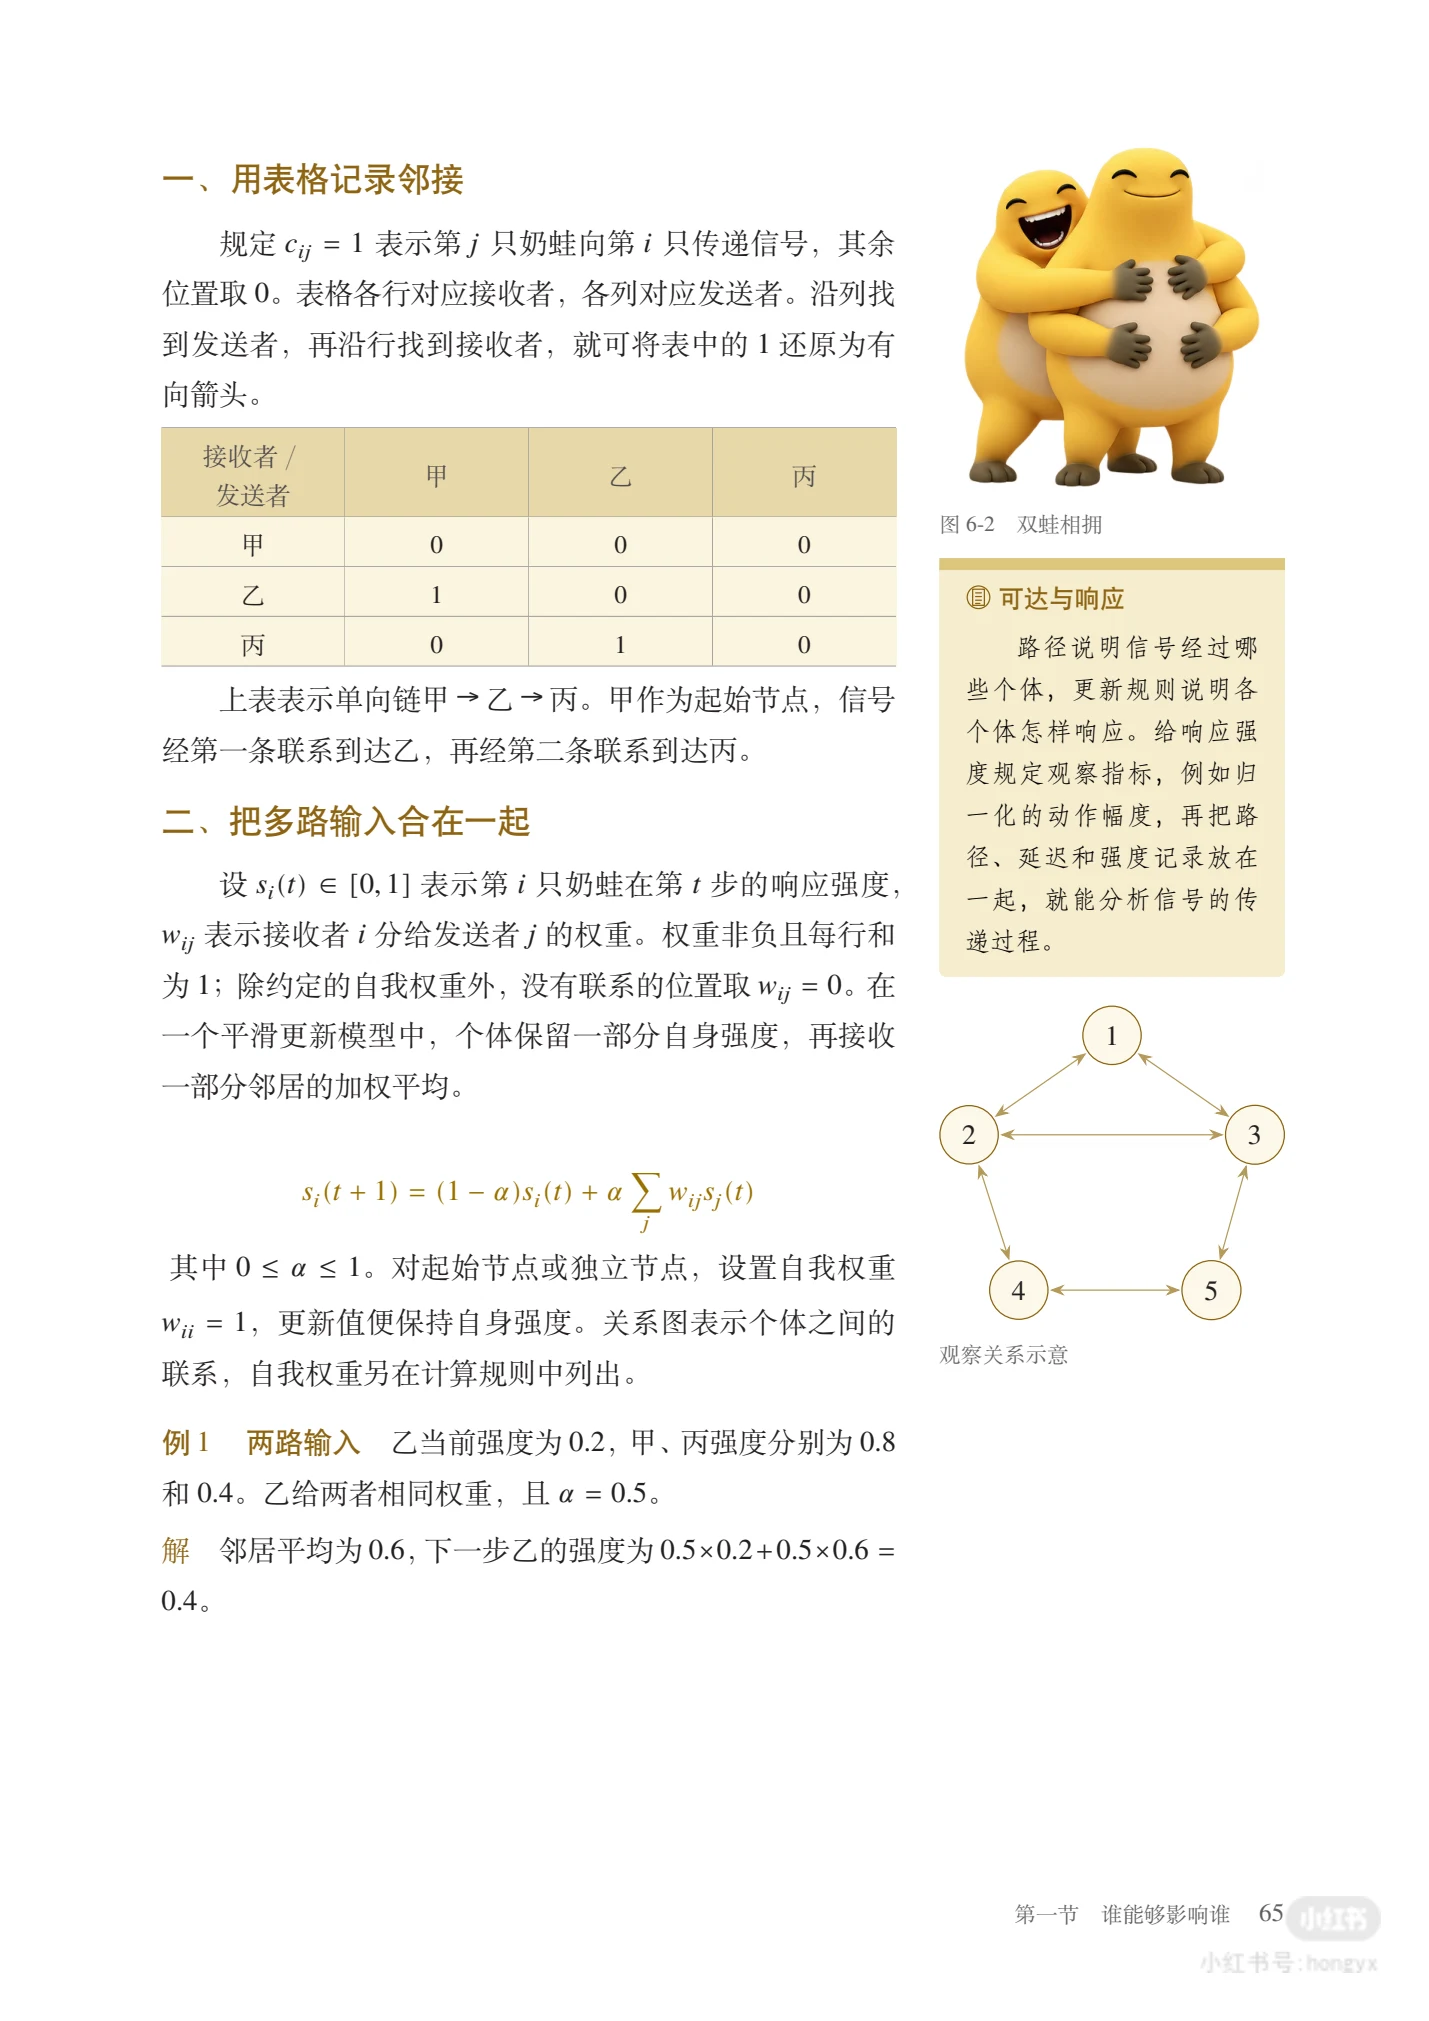 一、用表格记录邻接
规定 cᵢⱼ = 1 表示第 j 只奶蛙向第 i 只传递信号，其余
位置取 0。表格各行对应接收者，各列对应发送者。沿列找
到发送者，再沿行找到接收者，就可将表中的 1 还原为有
向箭头。
接收者 / 发送者 甲 乙 丙
甲 0 0 0
乙 1 0 0
丙 0 1 0
上表表示单向链甲→乙→丙。甲作为起始节点，信号
经第一条联系到达乙，再经第二条联系到达丙。
二、把多路输入合在一起
设 sᵢ(t) ∈ [0, 1] 表示第 i 只奶蛙在第 t 步的响应强度，
wᵢⱼ 表示接收者 i 分给发送者 j 的权重。权重非负且每行和
为 1；除约定的自我权重外，没有联系的位置取 wᵢⱼ = 0。在
一个平滑更新模型中，个体保留一部分自身强度，再接收
一部分邻居的加权平均。
sᵢ(t + 1) = (1 − α)sᵢ(t) + α ∑ⱼ wᵢⱼsⱼ(t)
其中 0 ≤ α ≤ 1。对起始节点或独立节点，设置自我权重
wᵢᵢ = 1，更新值便保持自身强度。关系图表示个体之间的
联系，自我权重另在计算规则中列出。
例 1 两路输入 乙当前强度为 0.2，甲、丙强度分别为 0.8
和 0.4。乙给两者相同权重，且 α = 0.5。
解 邻居平均为 0.6，下一步乙的强度为 0.5×0.2+0.5×0.6 =
0.4。
图 6-2 双蛙相拥
可达与响应
路径说明信号经过哪
些个体，更新规则说明各
个体怎样响应。给响应强
度规定观察指标，例如归
一化的动作幅度，再把路
径、延迟和强度记录放在
一起，就能分析信号的传
递过程。
1
2 3
4 5
观察关系示意
第一节 谁能够影响谁 65
小红书
小红书号:hongyx